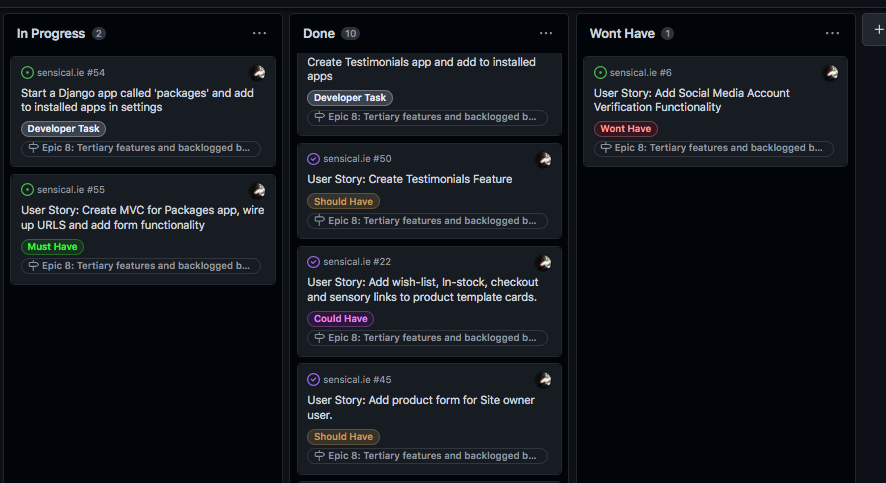 In Progress 2
sensical.ie #54
Start a Django app called 'packages' and add
to installed apps in settings
Developer Task
Epic 8: Tertiary features and backlogged b...
sensical.ie #55
User Story: Create MVC for Packages app, wire
up URLS and add form functionality
Must Have
Epic 8: Tertiary features and backlogged b...
Done 10
Create Testimonials app and add to installed
apps
Developer Task
Epic 8: Tertiary features and backlogged b...
sensical.ie #50
User Story: Create Testimonials Feature
Should Have
Epic 8: Tertiary features and backlogged b...
sensical.ie #22
User Story: Add wish-list, In-stock, checkout
and sensory links to product template cards.
Could Have
Epic 8: Tertiary features and backlogged b...
sensical.ie #45
User Story: Add product form for Site owner
user.
Should Have
Epic 8: Tertiary features and backlogged b...
Wont Have 1
sensical.ie #6
User Story: Add Social Media Account
Verification Functionality
Wont Have
Epic 8: Tertiary features and backlogged b...